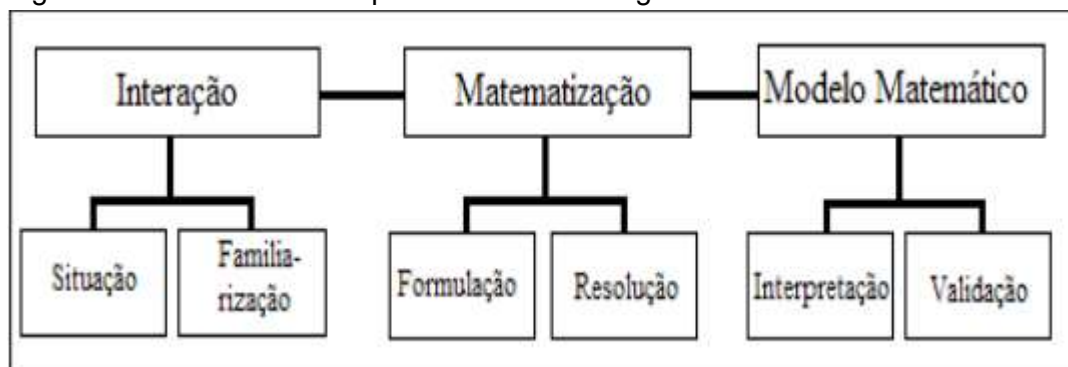 Interação
Matematização
Modelo Matemático
Situação
Familia-
rização
Formulação
Resolução
Interpretação
Validação